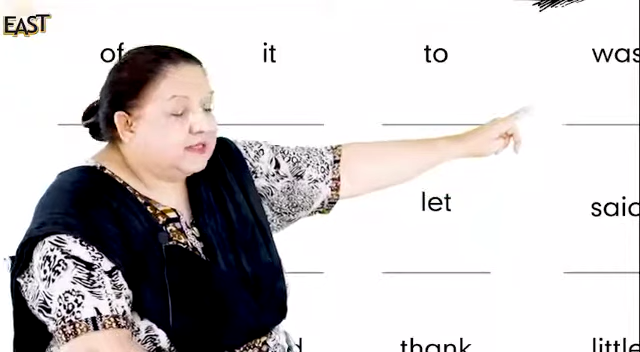 EAST
of it to was
let said
thank little